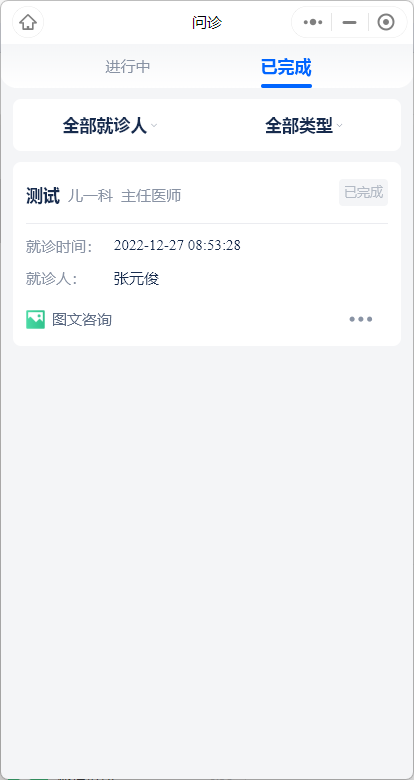 问诊
进行中 已完成
全部就诊人 全部类型
测试 儿一科 主任医师 已完成
就诊时间： 2022-12-27 08:53:28
就诊人： 张元俊
图文咨询